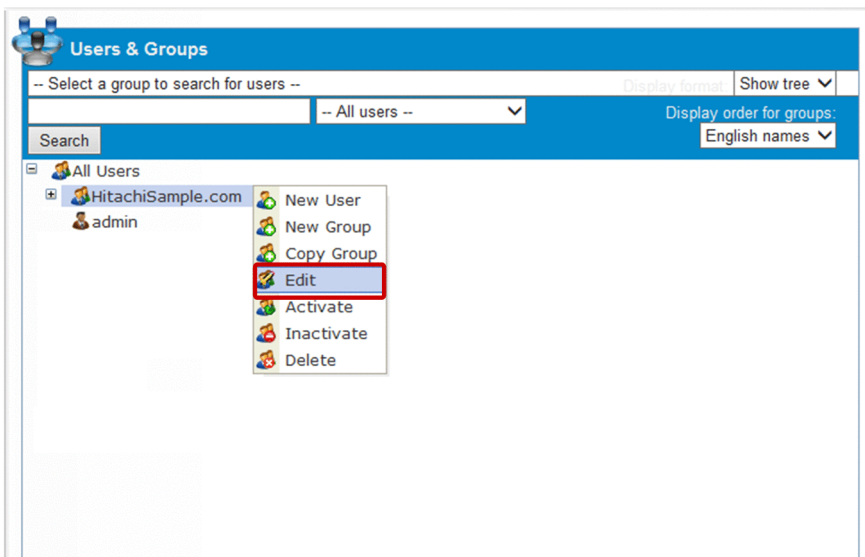 Users & Groups
-- Select a group to search for users --
Display format: Show tree
-- All users --
Display order for groups:
Search
English names
All Users
HitachiSample.com
admin
New User
New Group
Copy Group
Edit
Activate
Inactivate
Delete